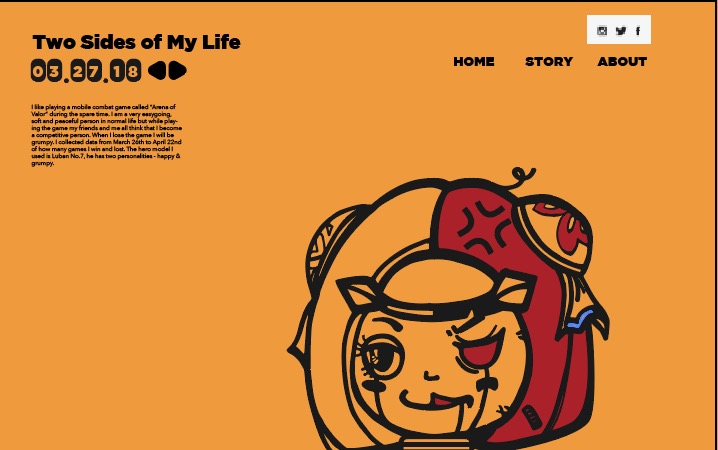 Two Sides of My Life
03.27.18
HOME STORY ABOUT
I like playing a mobile combat game called "Arena of
Valor" during the spare time. I am a very easygoing,
soft and peaceful person in normal life but while play-
ing the game my friends and me all think that I become
a competitive person. When I lose the game I will be
grumpy. I collected data from March 26th to April 22nd
of how many games I win and lost. The hero model I
used is Luban No.7, he has two personalities - happy &
grumpy.